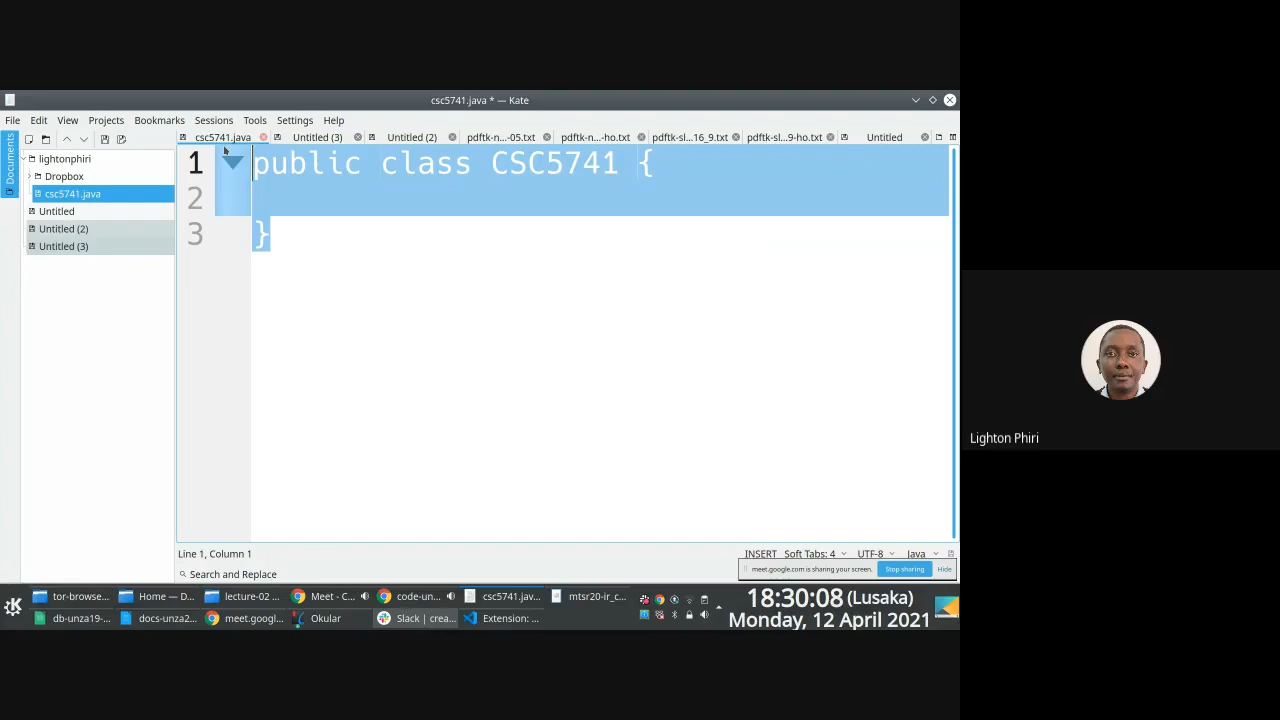 csc5741.java * — Kate
File Edit View Projects Bookmarks Sessions Tools Settings Help
csc5741.java Untitled (3) Untitled (2) pdftk-n...-05.txt pdftk-n...-ho.txt pdftk-sl...16_9.txt pdftk-sl...9-ho.txt Untitled
Documents
lightonphiri
Dropbox
csc5741.java
Untitled
Untitled (2)
Untitled (3)
1 public class CSC5741 {
2
3 }
Lighton Phiri
Line 1, Column 1 INSERT Soft Tabs: 4 UTF-8 Java
meet.google.com is sharing your screen. Stop sharing Hide
Search and Replace
tor-browse... Home — D... lecture-02 ... Meet - C... code-un... csc5741.jav... mtsr20-ir_c...
db-unza19-... docs-unza2... meet.googl... Okular Slack | crea... Extension: ...
18:30:08 (Lusaka)
Monday, 12 April 2021